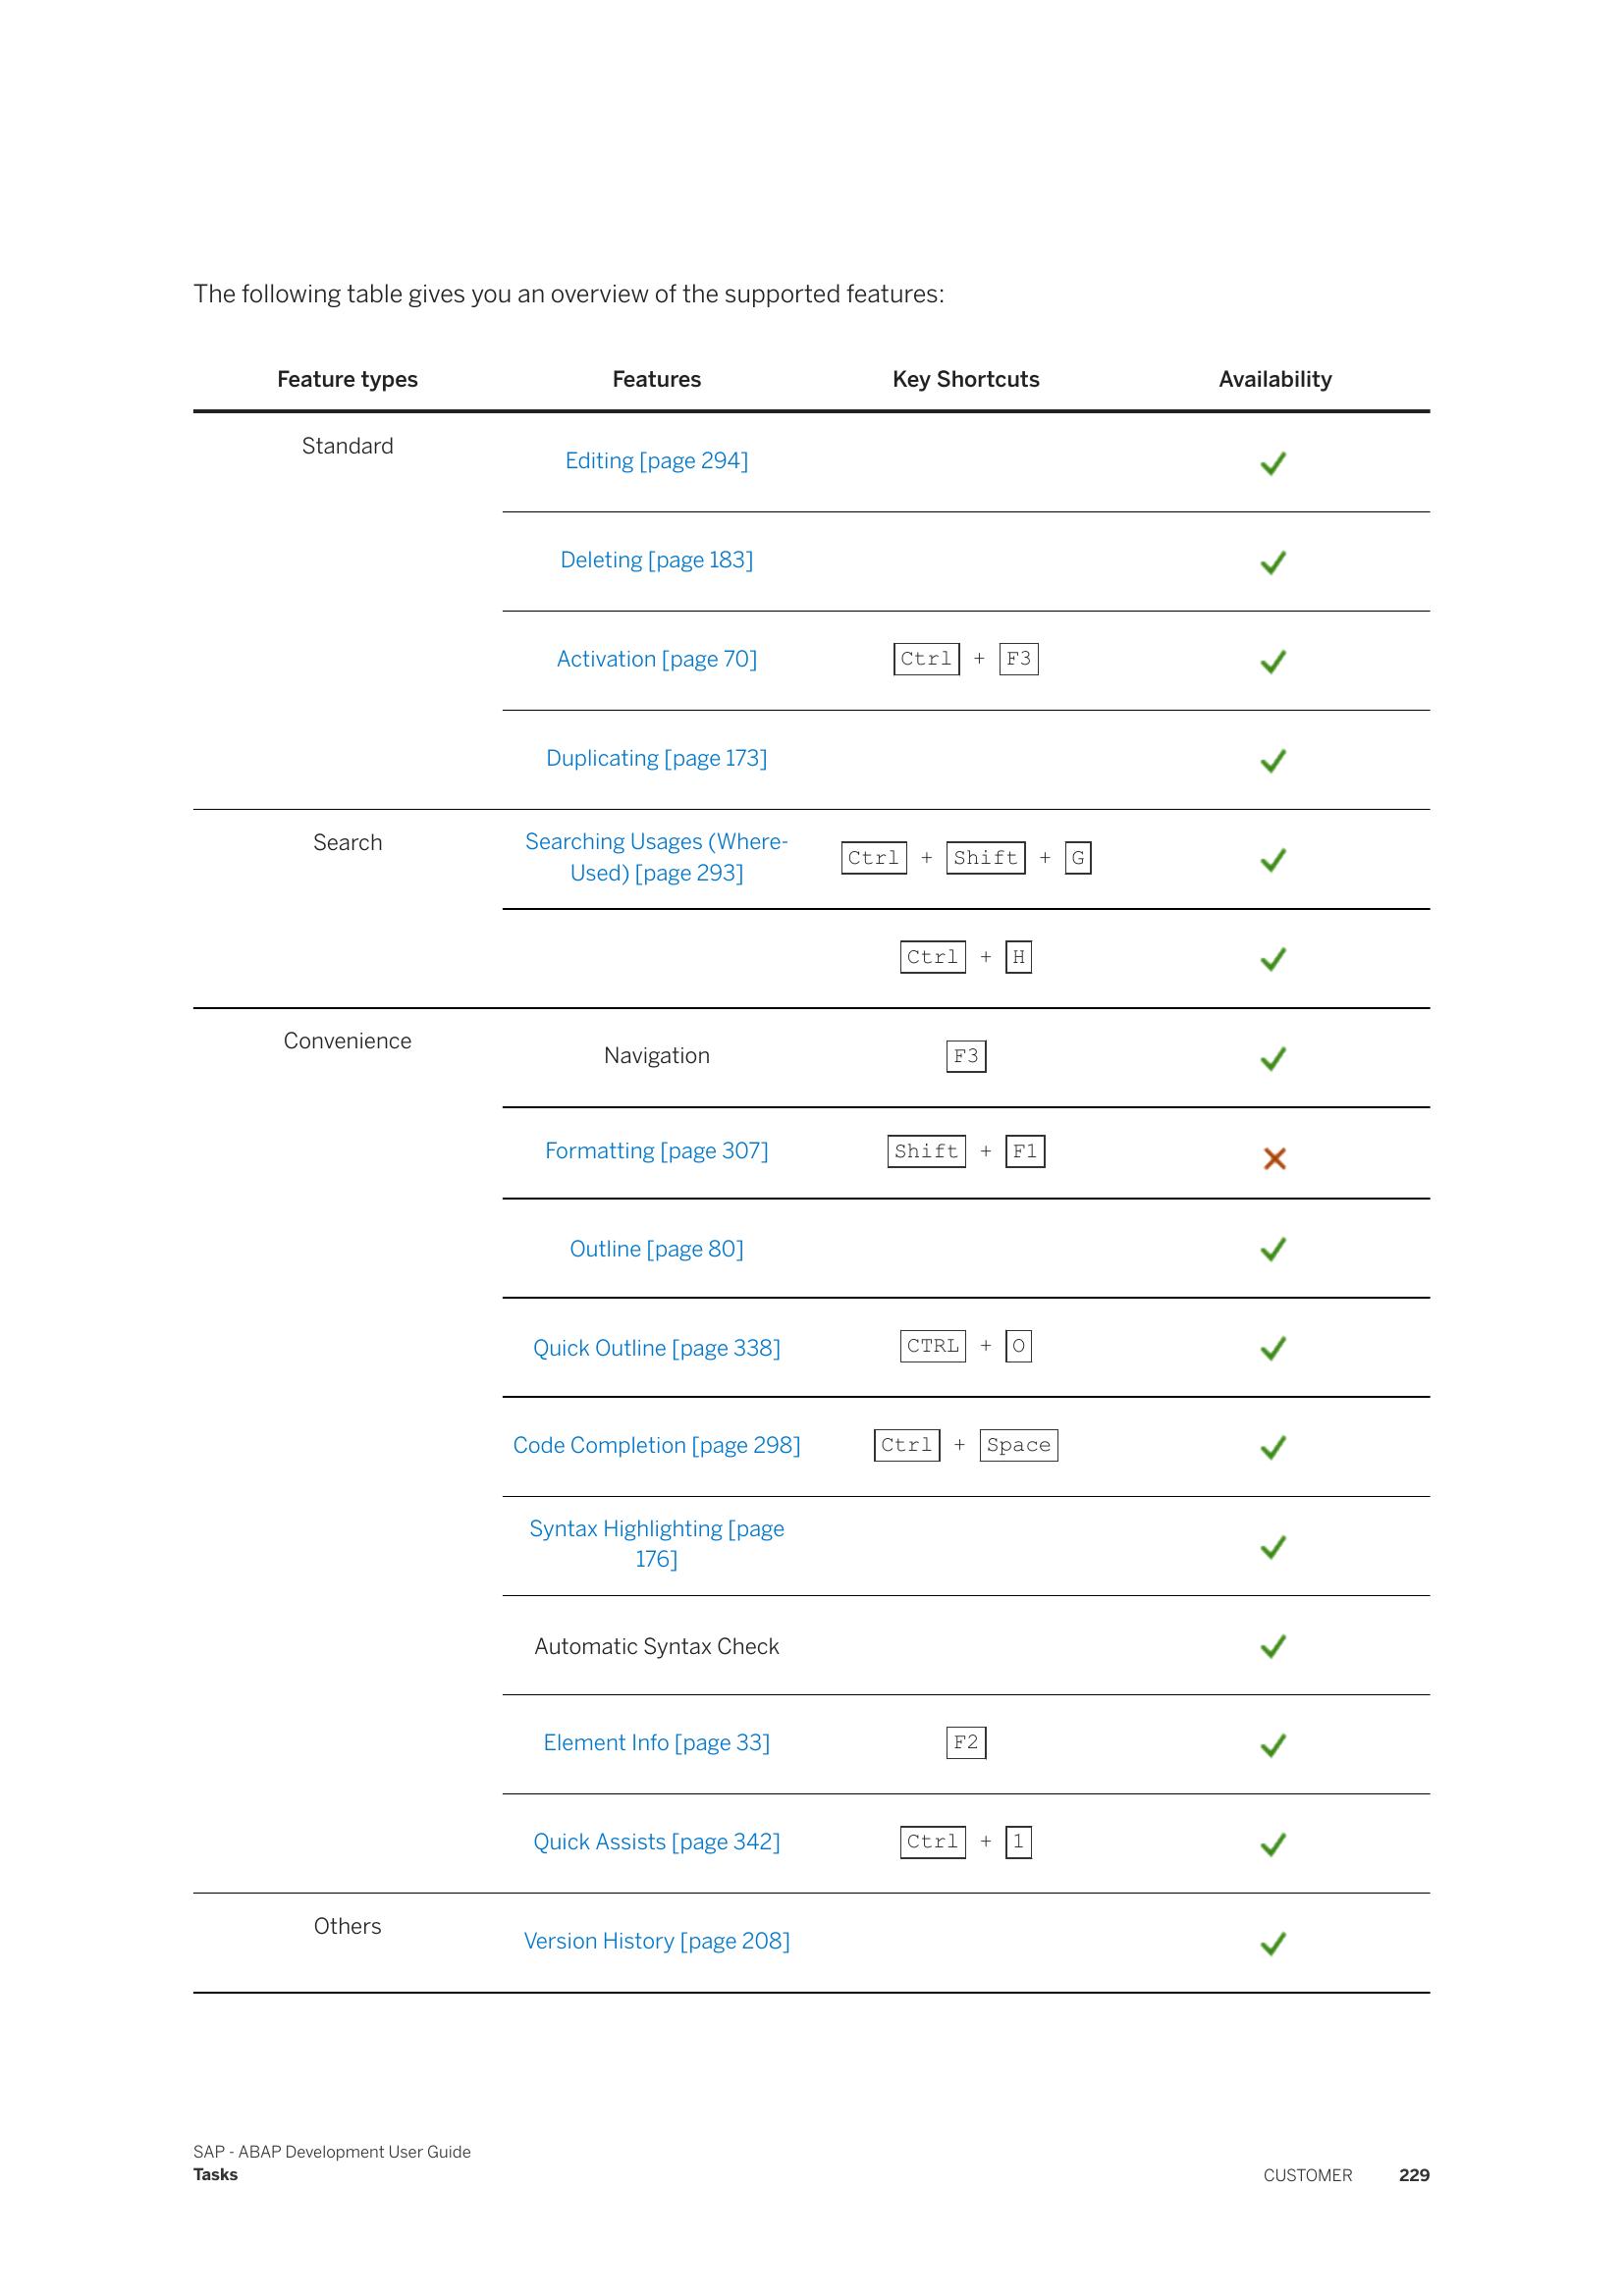 The following table gives you an overview of the supported features:
Feature types Features Key Shortcuts Availability
Standard
Editing [page 294]
Deleting [page 183]
Activation [page 70] Ctrl + F3
Duplicating [page 173]
Search
Searching Usages (Where-
Used) [page 293]
Ctrl + Shift + G
Ctrl + H
Convenience
Navigation F3
Formatting [page 307] Shift + F1
Outline [page 80]
Quick Outline [page 338] CTRL + O
Code Completion [page 298] Ctrl + Space
Syntax Highlighting [page
176]
Automatic Syntax Check
Element Info [page 33] F2
Quick Assists [page 342] Ctrl + 1
Others
Version History [page 208]
SAP - ABAP Development User Guide
Tasks
CUSTOMER 229